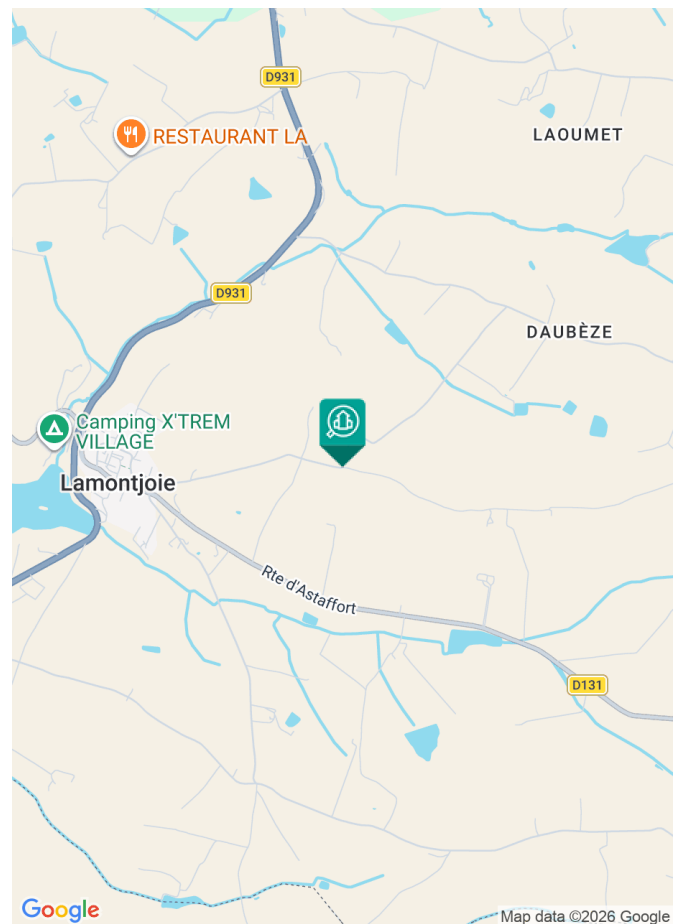 D931
RESTAURANT LA
LAOUMET
D931
DAUBÈZE
Camping X'TREM
VILLAGE
Lamontjoie
Rte d'Astaffort
D131
Google
Map data ©2026 Google